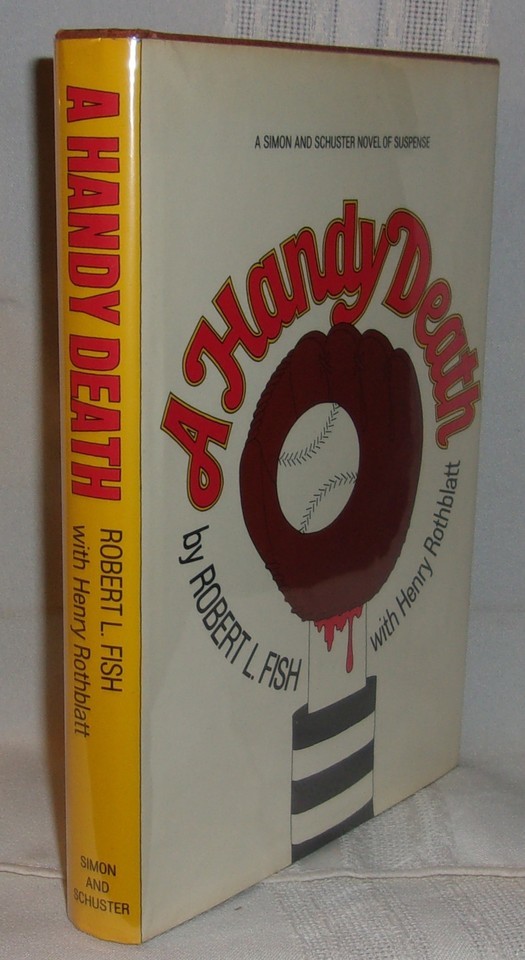 A HANDY DEATH
ROBERT L. FISH
with Henry Rothblatt
SIMON
AND
SCHUSTER
A SIMON AND SCHUSTER NOVEL OF SUSPENSE
A Handy Death
by ROBERT L. FISH
with Henry Rothblatt